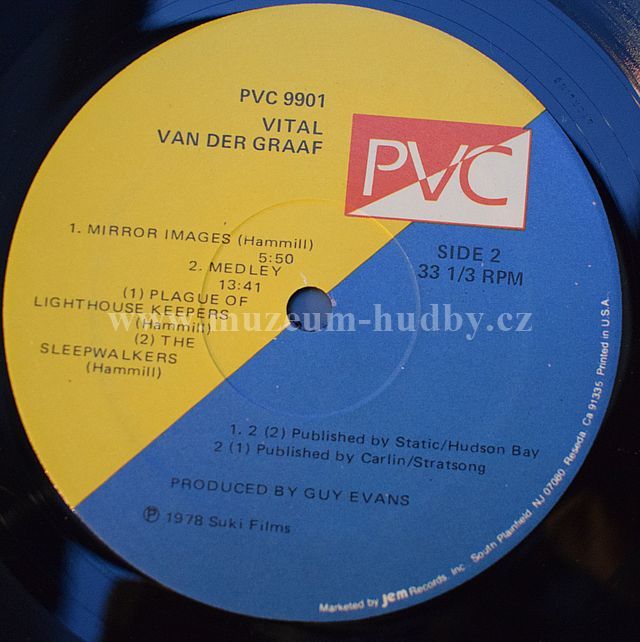 PVC 9901
VITAL
VAN DER GRAAF
PVC
SIDE 2
33 1/3 RPM
1. MIRROR IMAGES (Hammill)
5:50
2. MEDLEY
13:41
(1) PLAGUE OF
LIGHTHOUSE KEEPERS
(Hammill)
(2) THE
SLEEPWALKERS
(Hammill)
www.muzeum-hudby.cz
1. 2 (2) Published by Static/Hudson Bay
2 (1) Published by Carlin/Stratsong
PRODUCED BY GUY EVANS
℗ 1978 Suki Films
Marketed by jem Records, Inc South Plainfield, NJ 07080 Reseda, Ca 91335 Printed in U.S.A.